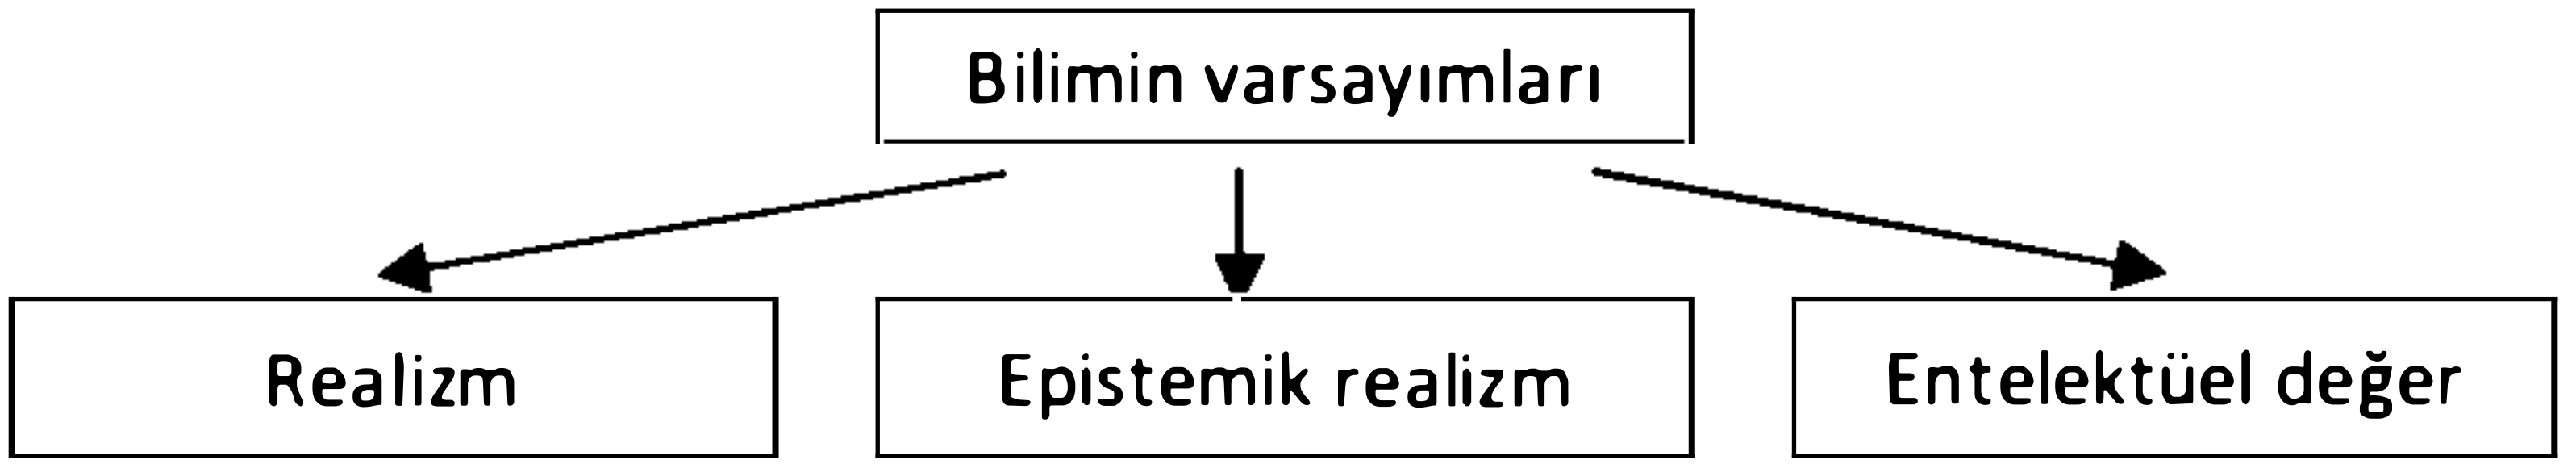 Bilimin varsayımları
Realizm
Epistemik realizm
Entelektüel değer